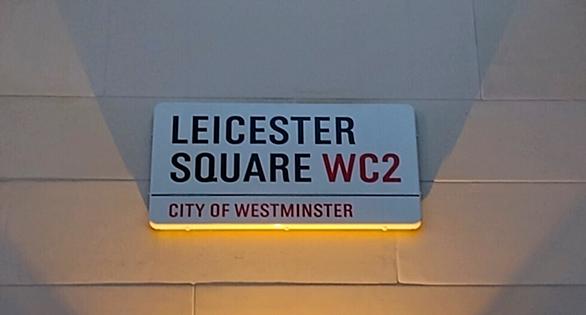 LEICESTER
SQUARE WC2
CITY OF WESTMINSTER